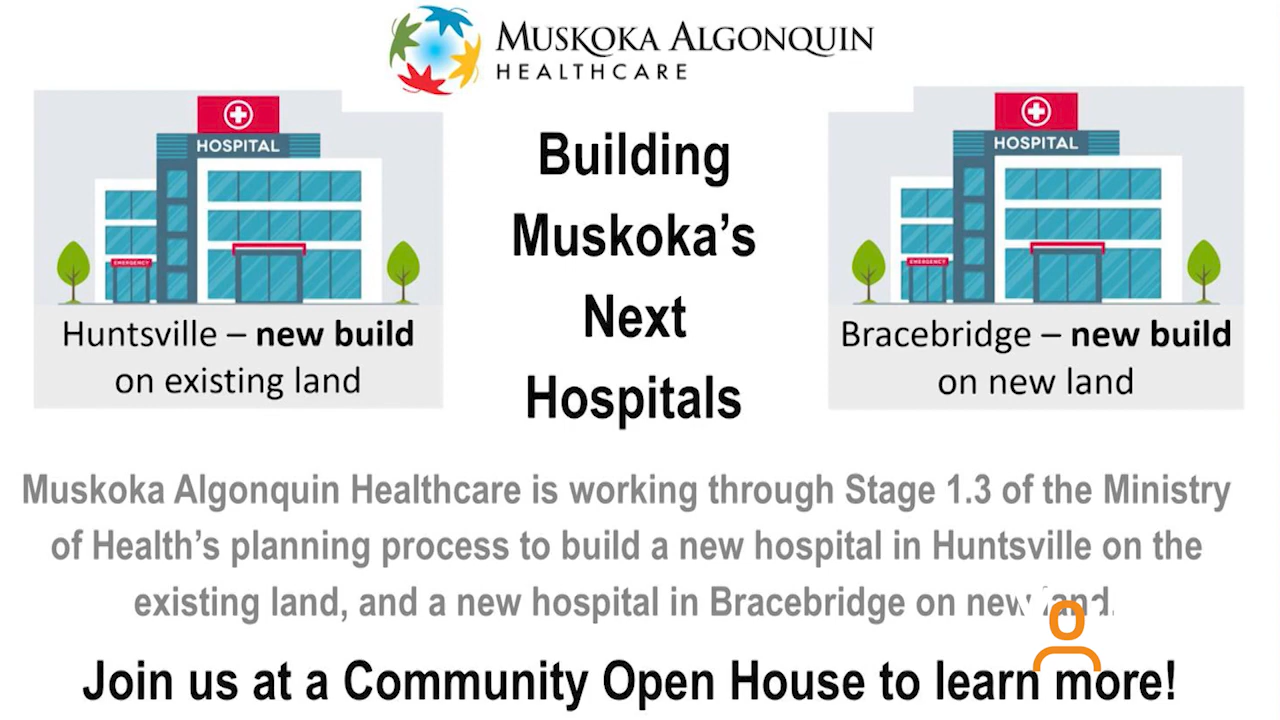 MUSKOKA ALGONQUIN
HEALTHCARE
HOSPITAL
EMERGENCY
Huntsville – new build
on existing land
Building
Muskoka’s
Next
Hospitals
HOSPITAL
EMERGENCY
Bracebridge – new build
on new land
Muskoka Algonquin Healthcare is working through Stage 1.3 of the Ministry
of Health’s planning process to build a new hospital in Huntsville on the
existing land, and a new hospital in Bracebridge on new land.
Join us at a Community Open House to learn more!